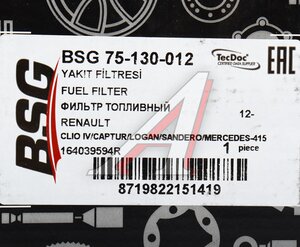 BSG
BSG 75-130-012
TecDoc
EAC
YAKIT FİLTRESİ
FUEL FILTER
ФИЛЬТР ТОПЛИВНЫЙ
RENAULT
12-
CLIO IV/CAPTUR/LOGAN/SANDERO/MERCEDES-415
164039594R
1 piece
8719822151419